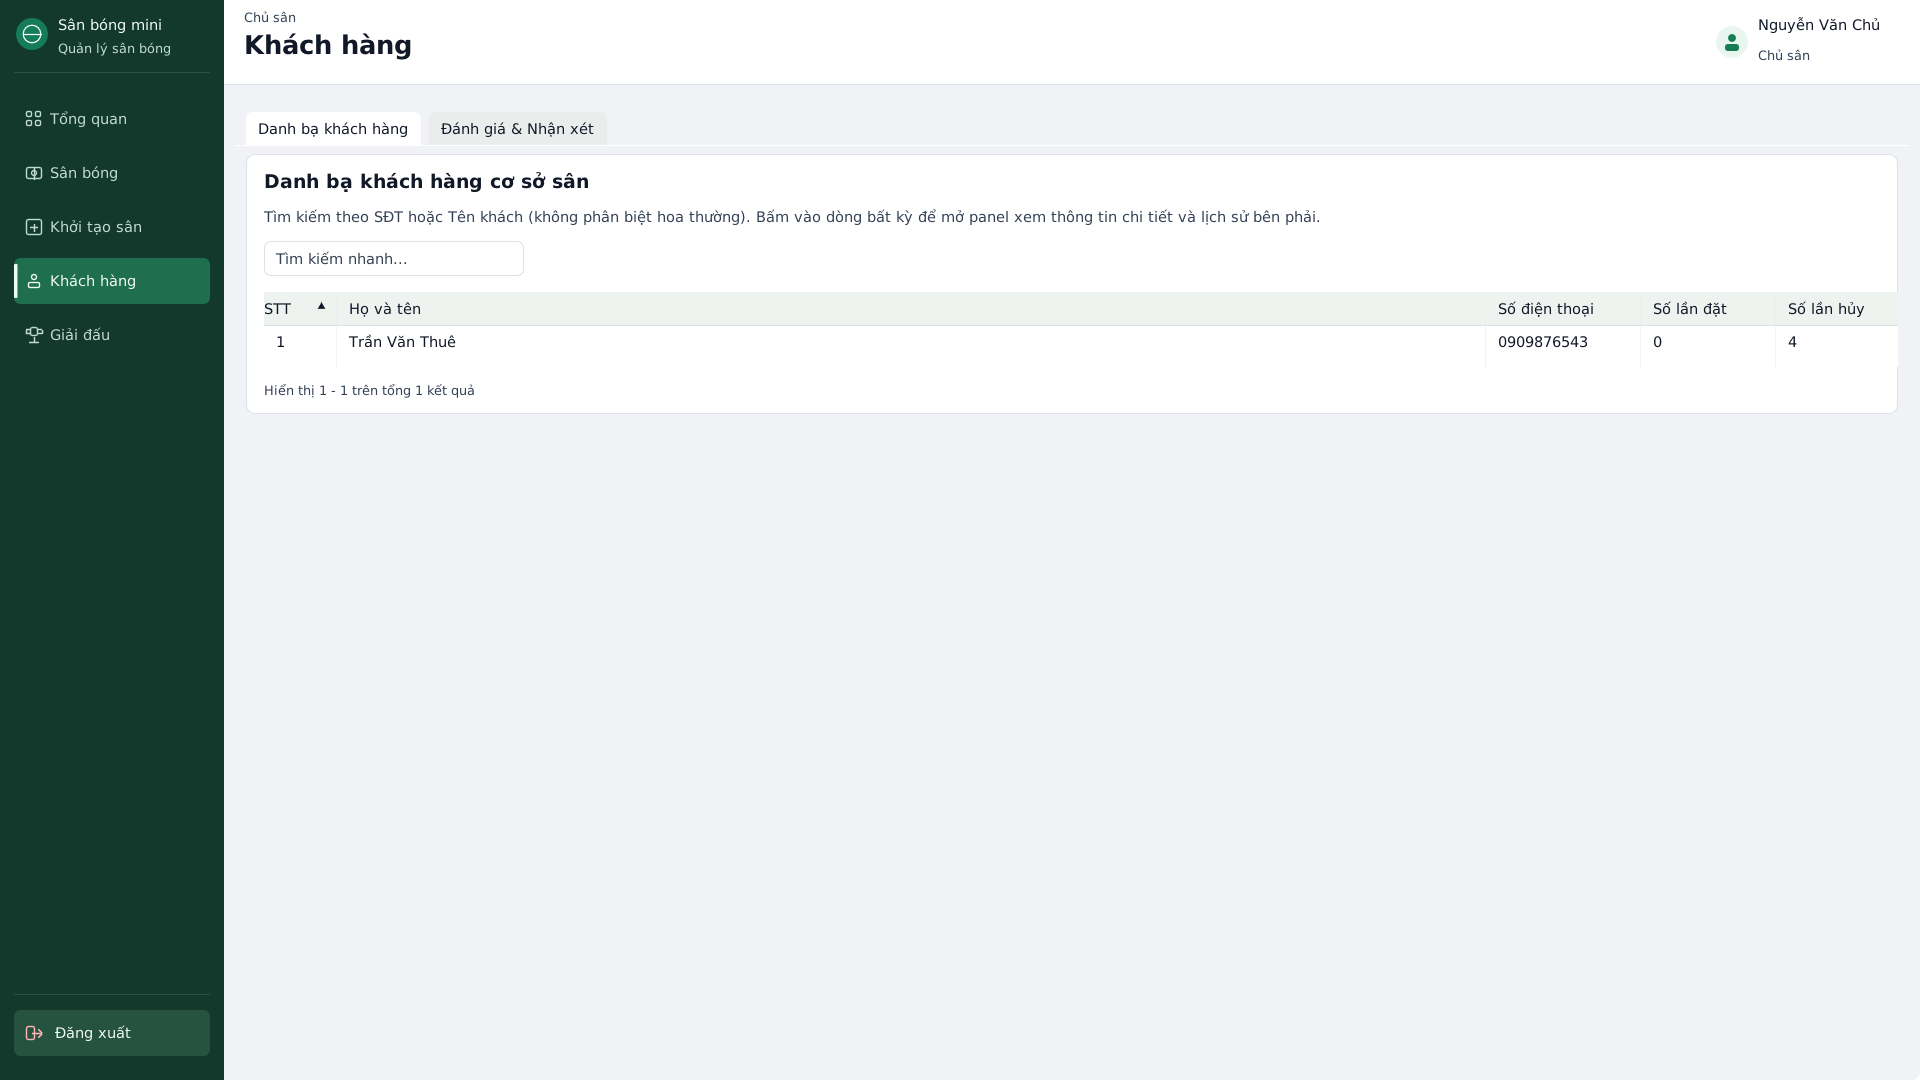 Sân bóng mini
Quản lý sân bóng
Tổng quan
Sân bóng
Khởi tạo sân
Khách hàng
Giải đấu
Đăng xuất
Chủ sân
Khách hàng
Nguyễn Văn Chủ
Chủ sân
Danh bạ khách hàng
Đánh giá & Nhận xét
Danh bạ khách hàng cơ sở sân
Tìm kiếm theo SĐT hoặc Tên khách (không phân biệt hoa thường). Bấm vào dòng bất kỳ để mở panel xem thông tin chi tiết và lịch sử bên phải.
Tìm kiếm nhanh...
STT ▲ Họ và tên Số điện thoại Số lần đặt Số lần hủy
1 Trần Văn Thuê 0909876543 0 4
Hiển thị 1 - 1 trên tổng 1 kết quả